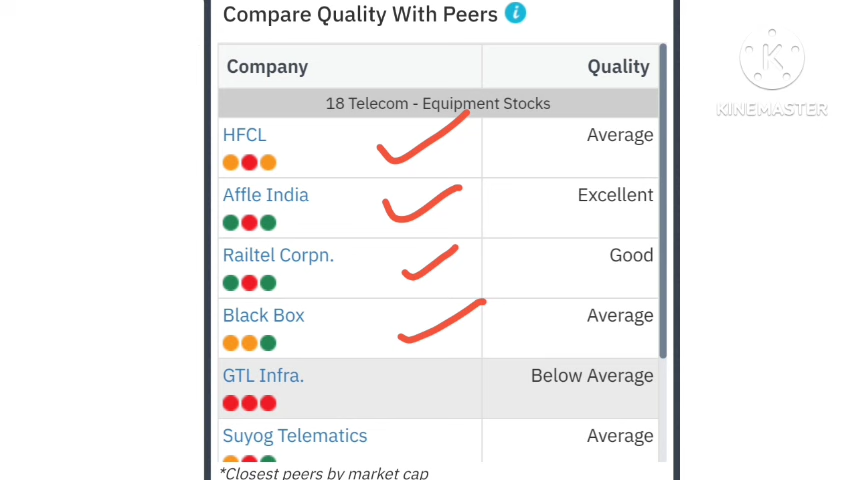 Compare Quality With Peers i
Company Quality
18 Telecom - Equipment Stocks
HFCL Average
Affle India Excellent
Railtel Corpn. Good
Black Box Average
GTL Infra. Below Average
Suyog Telematics Average
*Closest peers by market cap
K
KINEMASTER